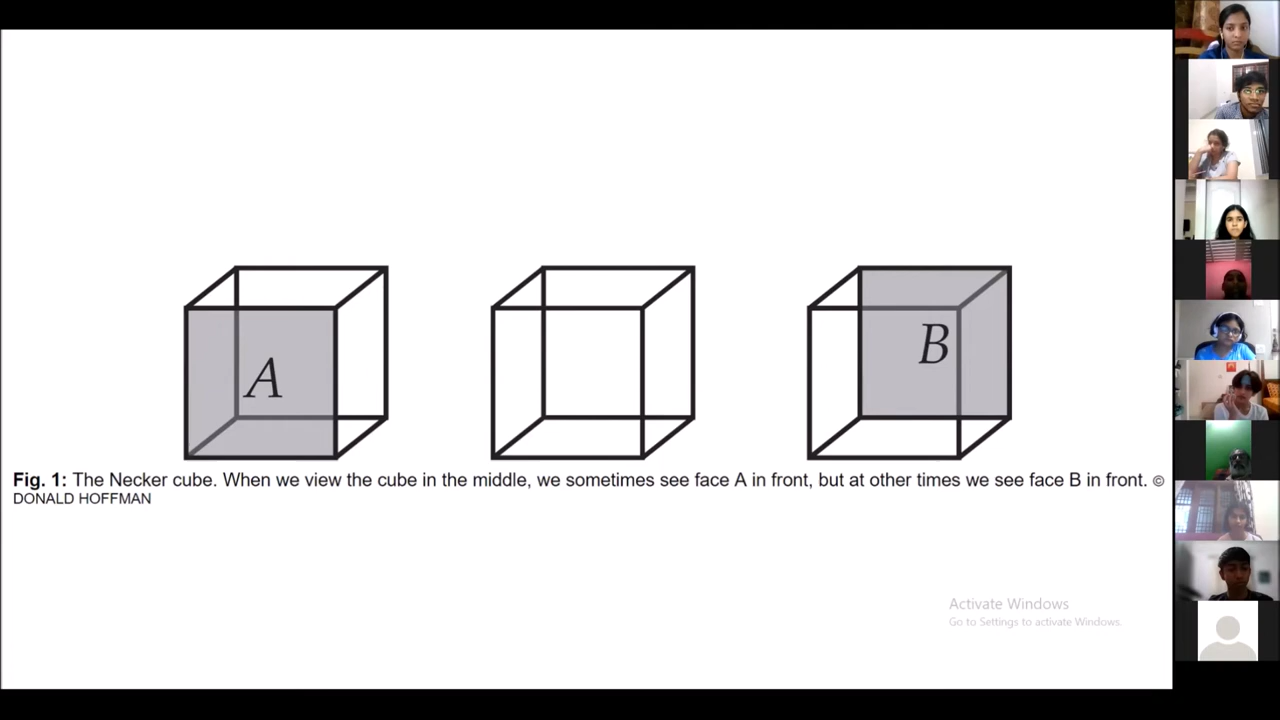 A
B
Fig. 1: The Necker cube. When we view the cube in the middle, we sometimes see face A in front, but at other times we see face B in front. ©
DONALD HOFFMAN
Activate Windows
Go to Settings to activate Windows.